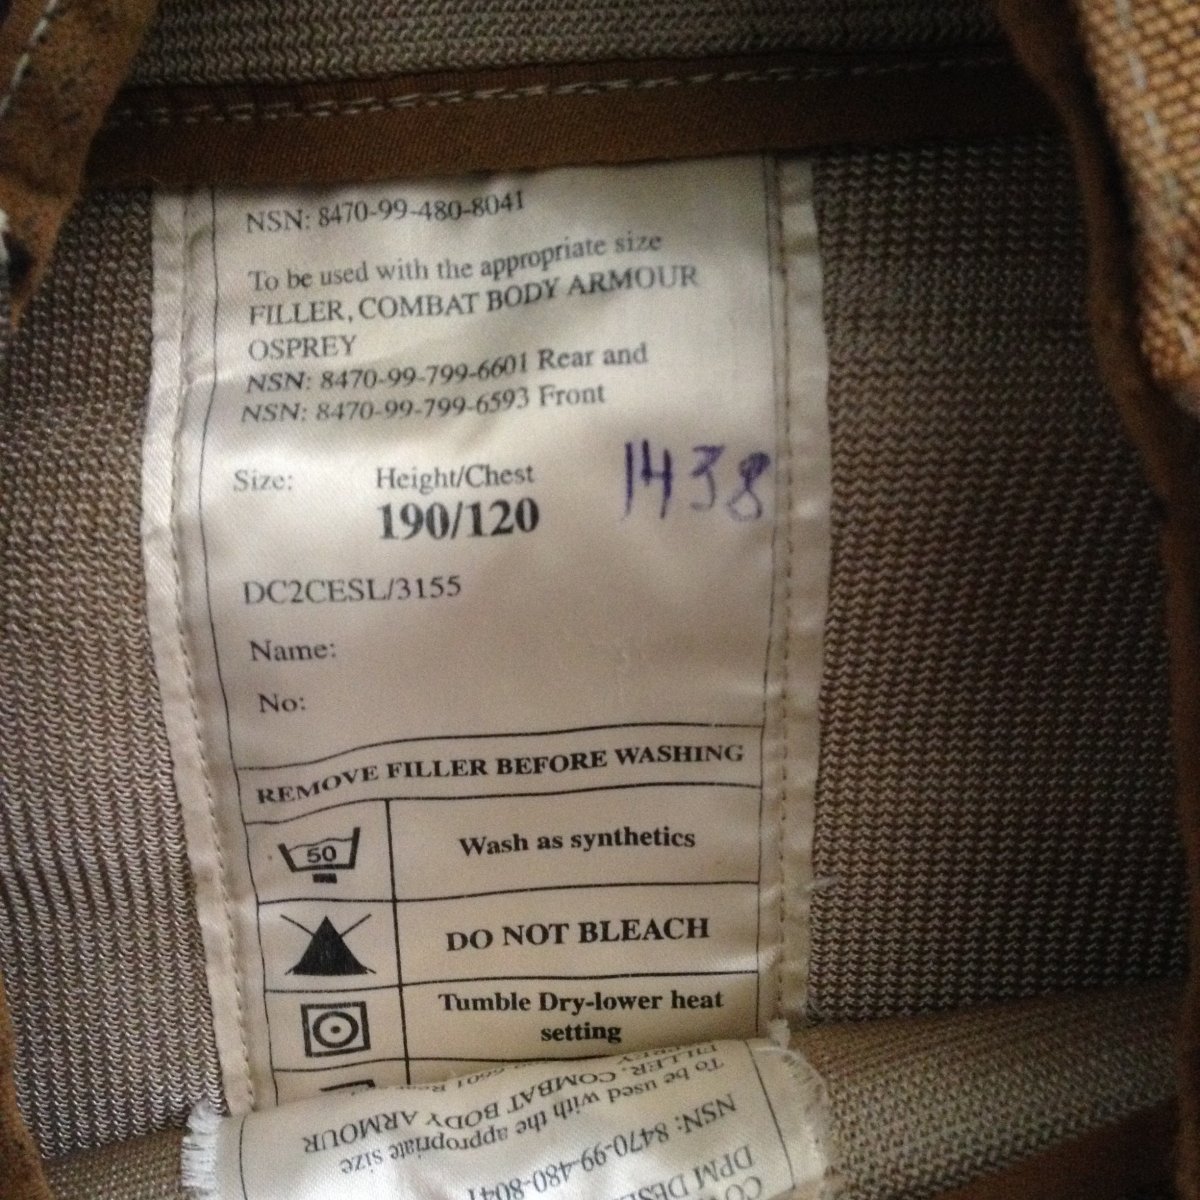 NSN: 8470-99-480-8041
To be used with the appropriate size
FILLER, COMBAT BODY ARMOUR
OSPREY
NSN: 8470-99-799-6601 Rear and
NSN: 8470-99-799-6593 Front
Size: Height/Chest 1438
190/120
DC2CESL/3155
Name:
No:
REMOVE FILLER BEFORE WASHING
50 Wash as synthetics
DO NOT BLEACH
Tumble Dry-lower heat
setting
DPM
NSN: 8470-99-480-804
To be used with the appropriate size
FILLER, COMBAT BODY ARMOUR